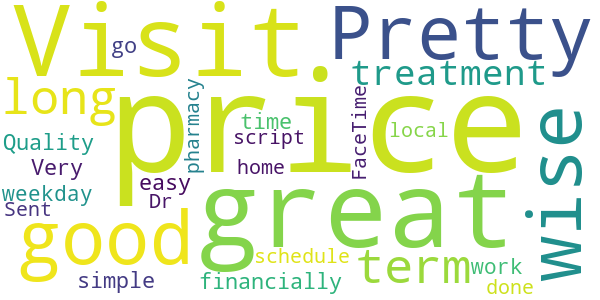 Visit
go
Pretty
long
treatment
price
pharmacy
FaceTime
wise
Quality
time
script
local
Very
home
weekday
easy
great
Sent
Dr
good
schedule
term
work
simple
financially
done